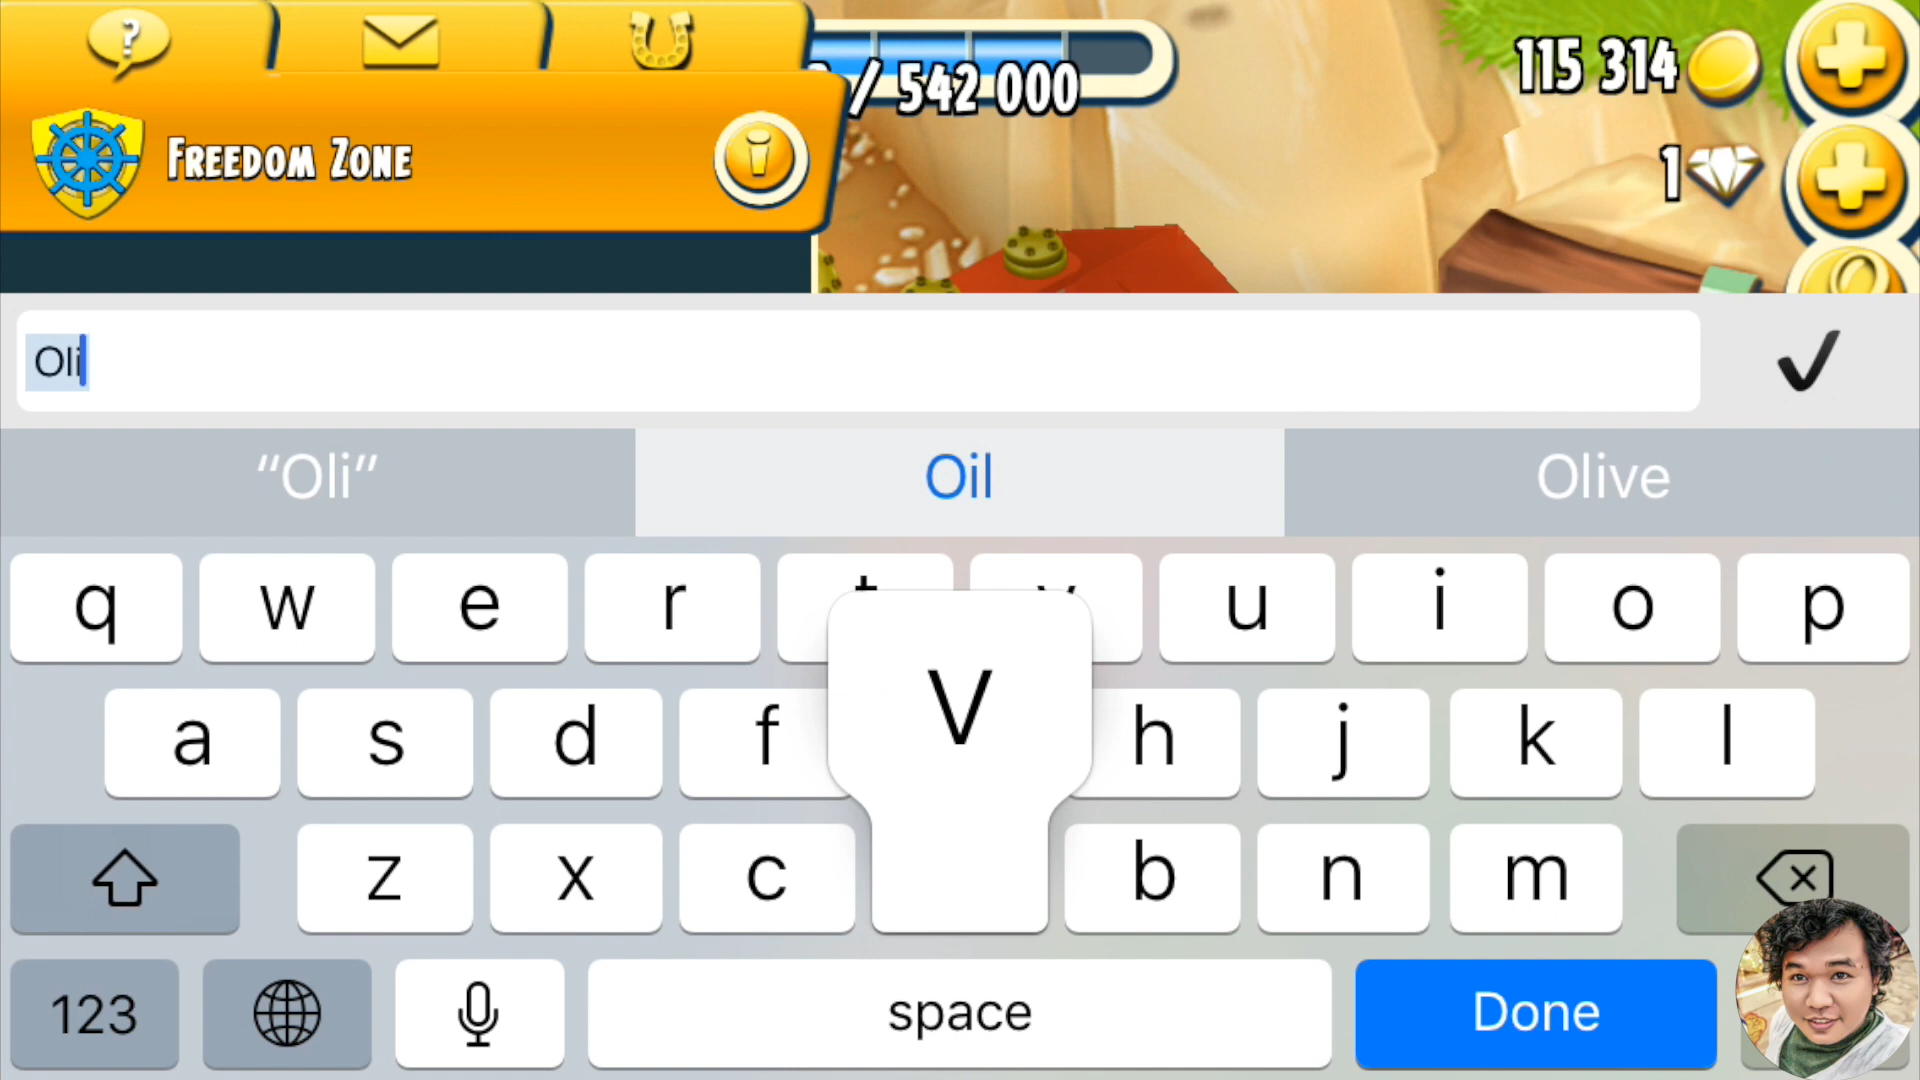 ?
/ 542 000
115 314
FREEDOM ZONE
i
1
Oli
“Oli” Oil Olive
q w e r t y u i o p
a s d f h j k l
V
z x c b n m
123 space Done